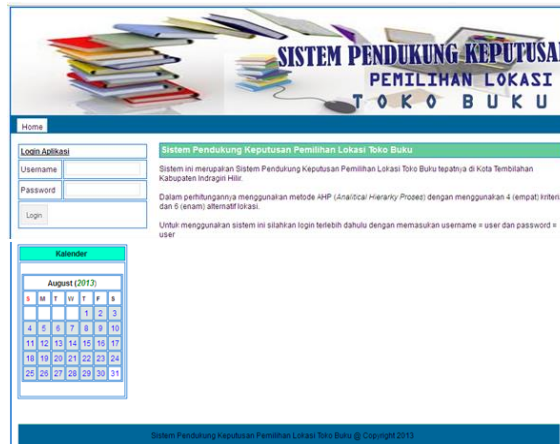 SISTEM PENDUKUNG KEPUTUSAN
PEMILIHAN LOKASI
TOKO BUKU
Home
Login Aplikasi
Username
Password
Login
Sistem Pendukung Keputusan Pemilihan Lokasi Toko Buku
Sistem ini merupakan Sistem Pendukung Keputusan Pemilihan Lokasi Toko Buku tepatnya di Kota Tembilahan
Kabupaten Indragiri Hilir.
Dalam perhitungannya menggunakan metode AHP (Analitical Hierarky Prosez) dengan menggunakan 4 (empat) kriteria
dan 6 (enam) alternatif lokasi.
Untuk menggunakan sistem ini silahkan login terlebih dahulu dengan memasukan username = user dan password =
user
Kalender
August (2013)
S M T W T F S
1 2 3
4 5 6 7 8 9 10
11 12 13 14 15 16 17
18 19 20 21 22 23 24
25 26 27 28 29 30 31
Sistem Pendukung Keputusan Pemilihan Lokasi Toko Buku @ Copyright 2013